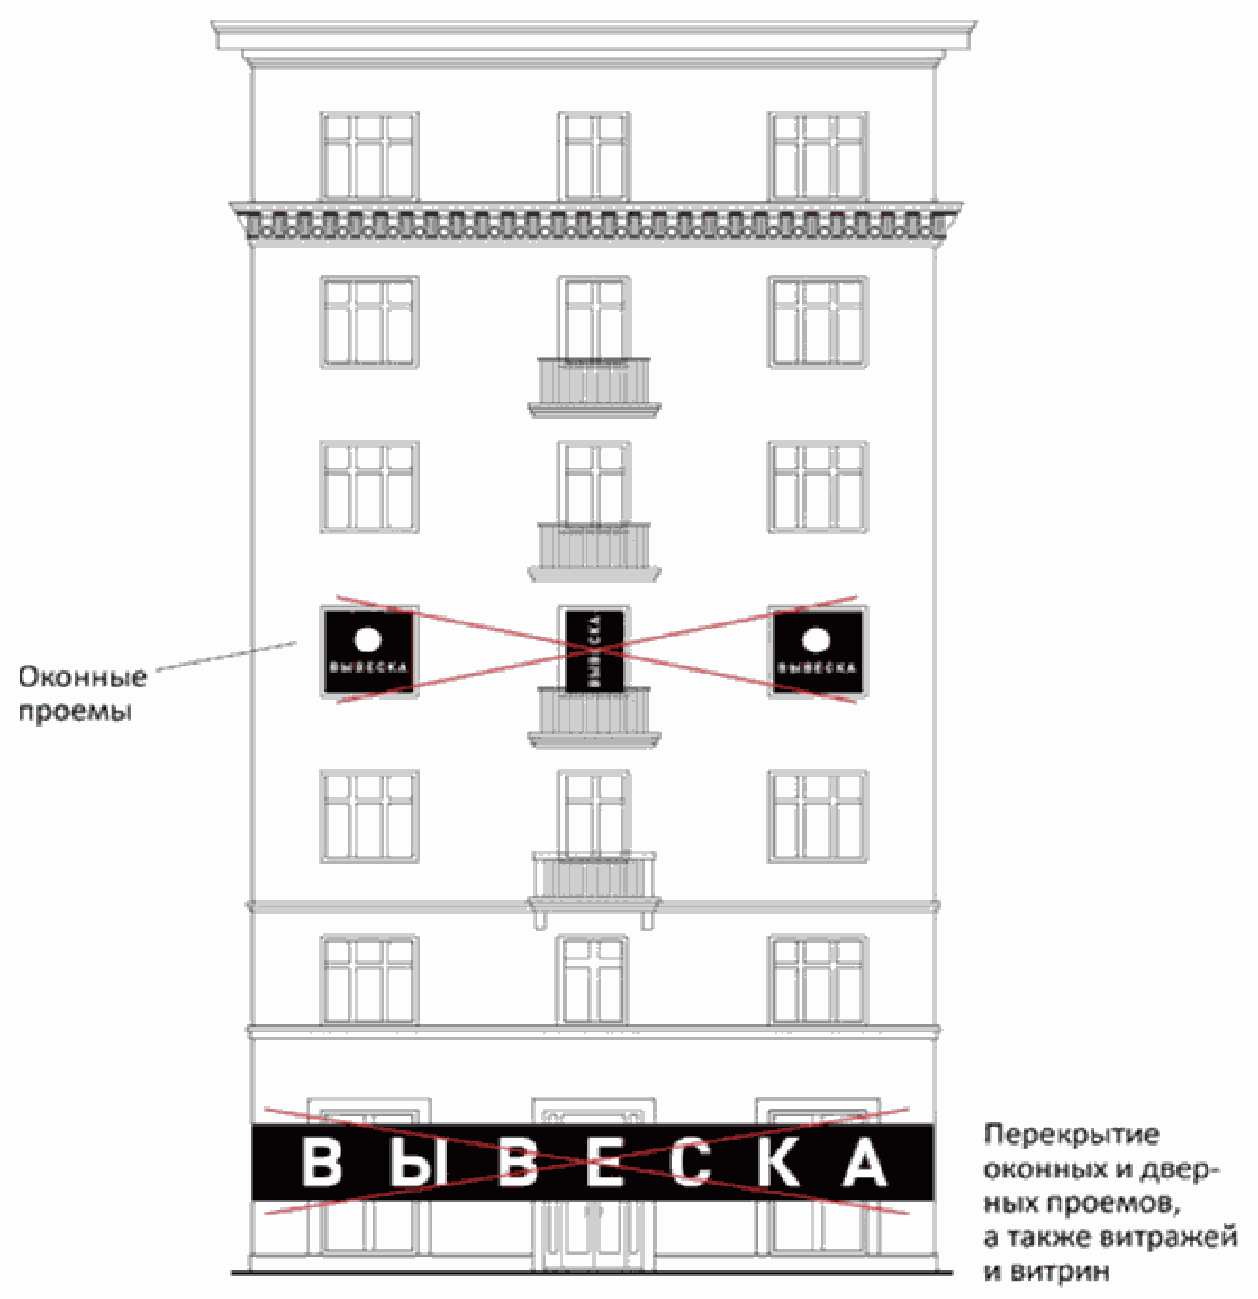 ВЫВЕСКА
ВЫВЕСКА
ВЫВЕСКА
Оконные
проемы
ВЫВЕСКА
Перекрытие
оконных и двер-
ных проемов,
а также витражей
и витрин